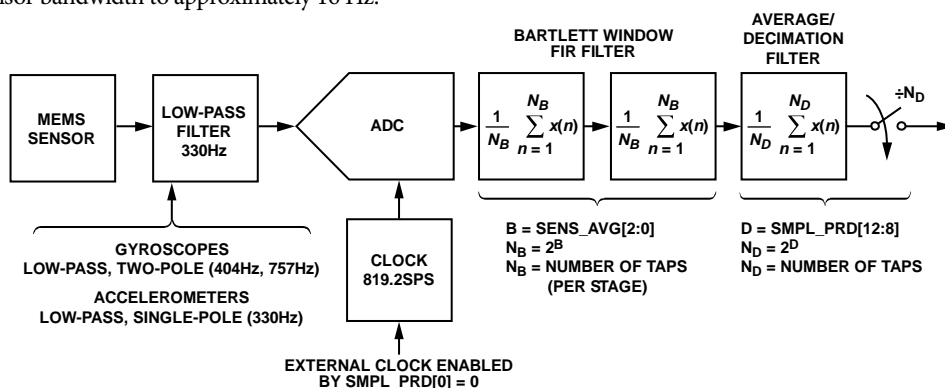 sor bandwidth to approximately 16 Hz.
BARTLETT WINDOW
FIR FILTER
AVERAGE/
DECIMATION
FILTER
MEMS
SENSOR
LOW-PASS
FILTER
330Hz
ADC
1/N_B Σ x(n) N_B n = 1
1/N_B Σ x(n) N_B n = 1
1/N_D Σ x(n) N_D n = 1
÷N_D
GYROSCOPES
LOW-PASS, TWO-POLE (404Hz, 757Hz)
ACCELEROMETERS
LOW-PASS, SINGLE-POLE (330Hz)
CLOCK
819.2SPS
B = SENS_AVG[2:0]
N_B = 2^B
N_B = NUMBER OF TAPS
(PER STAGE)
D = SMPL_PRD[12:8]
N_D = 2^D
N_D = NUMBER OF TAPS
EXTERNAL CLOCK ENABLED
BY SMPL_PRD[0] = 0